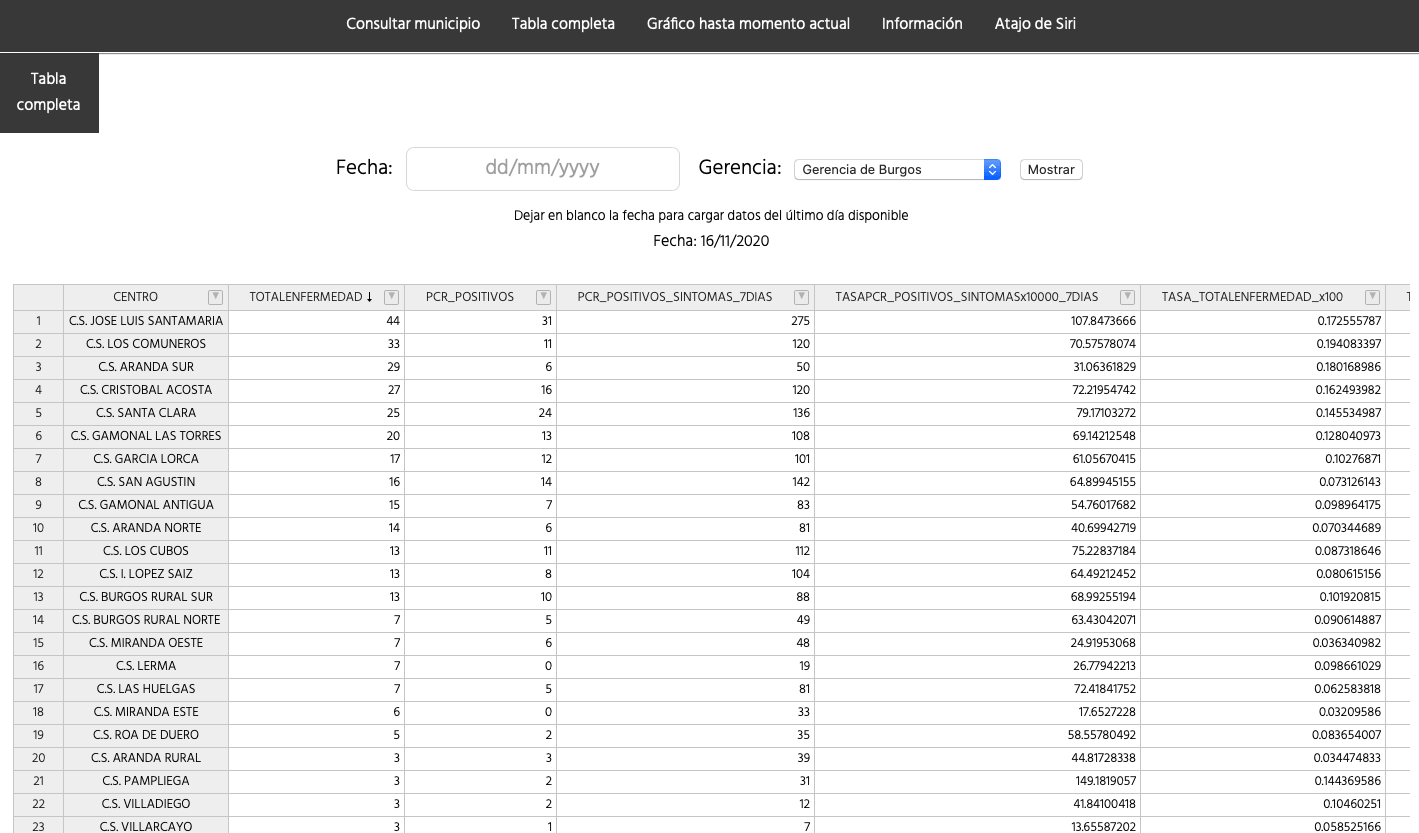 Consultar municipio Tabla completa Gráfico hasta momento actual Información Atajo de Siri
Tabla
completa
Fecha: dd/mm/yyyy Gerencia: Gerencia de Burgos Mostrar
Dejar en blanco la fecha para cargar datos del último día disponible
Fecha: 16/11/2020
CENTRO TOTALENFERMEDAD ↓ PCR_POSITIVOS PCR_POSITIVOS_SINTOMAS_7DIAS TASAPCR_POSITIVOS_SINTOMASx10000_7DIAS TASA_TOTALENFERMEDAD_x100
1 C.S. JOSE LUIS SANTAMARIA 44 31 275 107.8473666 0.172555787
2 C.S. LOS COMUNEROS 33 11 120 70.57578074 0.194083397
3 C.S. ARANDA SUR 29 6 50 31.06361829 0.180168986
4 C.S. CRISTOBAL ACOSTA 27 16 120 72.21954742 0.162493982
5 C.S. SANTA CLARA 25 24 136 79.17103272 0.145534987
6 C.S. GAMONAL LAS TORRES 20 13 108 69.14212548 0.128040973
7 C.S. GARCIA LORCA 17 12 101 61.05670415 0.10276871
8 C.S. SAN AGUSTIN 16 14 142 64.89945155 0.073126143
9 C.S. GAMONAL ANTIGUA 15 7 83 54.76017682 0.098964175
10 C.S. ARANDA NORTE 14 6 81 40.69942719 0.070344689
11 C.S. LOS CUBOS 13 11 112 75.22837184 0.087318646
12 C.S. I. LOPEZ SAIZ 13 8 104 64.49212452 0.080615156
13 C.S. BURGOS RURAL SUR 13 10 88 68.99255194 0.101920815
14 C.S. BURGOS RURAL NORTE 7 5 49 63.43042071 0.090614887
15 C.S. MIRANDA OESTE 7 6 48 24.91953068 0.036340982
16 C.S. LERMA 7 0 19 26.77942213 0.098661029
17 C.S. LAS HUELGAS 7 5 81 72.41841752 0.062583818
18 C.S. MIRANDA ESTE 6 0 33 17.6527228 0.03209586
19 C.S. ROA DE DUERO 5 2 35 58.55780492 0.083654007
20 C.S. ARANDA RURAL 3 3 39 44.81728338 0.034474833
21 C.S. PAMPLIEGA 3 2 31 149.1819057 0.144369586
22 C.S. VILLADIEGO 3 2 12 41.84100418 0.10460251
23 C.S. VILLARCAYO 3 1 7 13.65587202 0.058525166